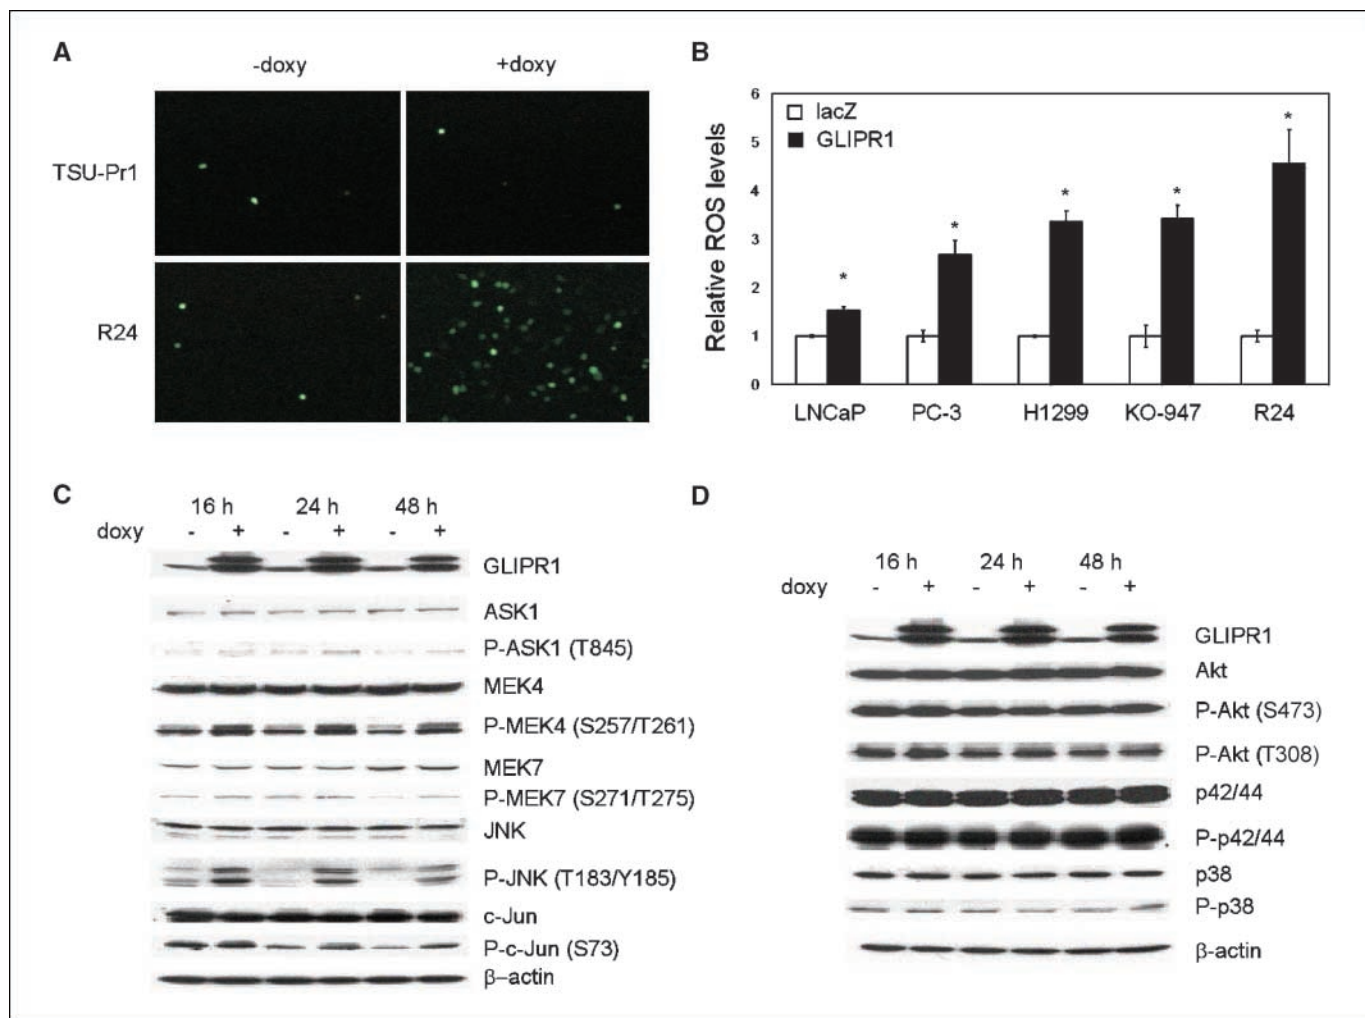 A
-doxy +doxy
TSU-Pr1
R24
B
Relative ROS levels
6
5
4
3
2
1
0
lacZ
GLIPR1
*
*
*
*
*
LNCaP PC-3 H1299 KO-947 R24
C
16 h 24 h 48 h
doxy - + - + - +
GLIPR1
ASK1
P-ASK1 (T845)
MEK4
P-MEK4 (S257/T261)
MEK7
P-MEK7 (S271/T275)
JNK
P-JNK (T183/Y185)
c-Jun
P-c-Jun (S73)
β–actin
D
16 h 24 h 48 h
doxy - + - + - +
GLIPR1
Akt
P-Akt (S473)
P-Akt (T308)
p42/44
P-p42/44
p38
P-p38
β-actin